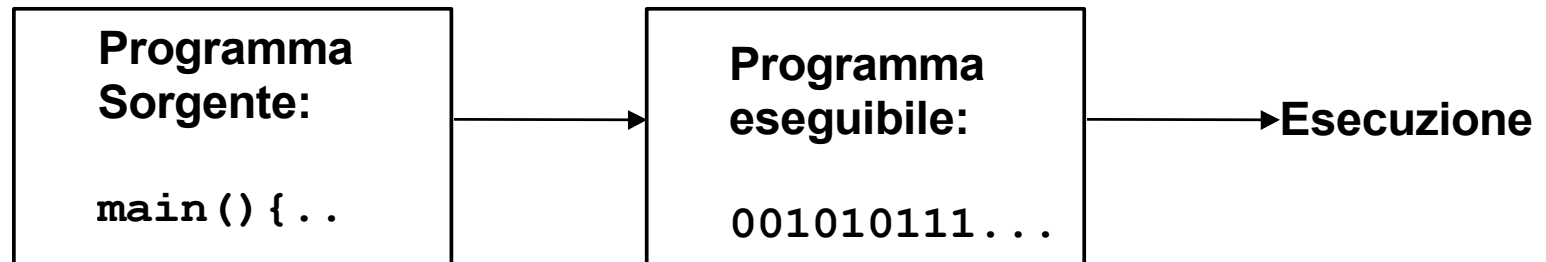 Programma
Sorgente:
main(){..
Programma
eseguibile:
001010111...
Esecuzione